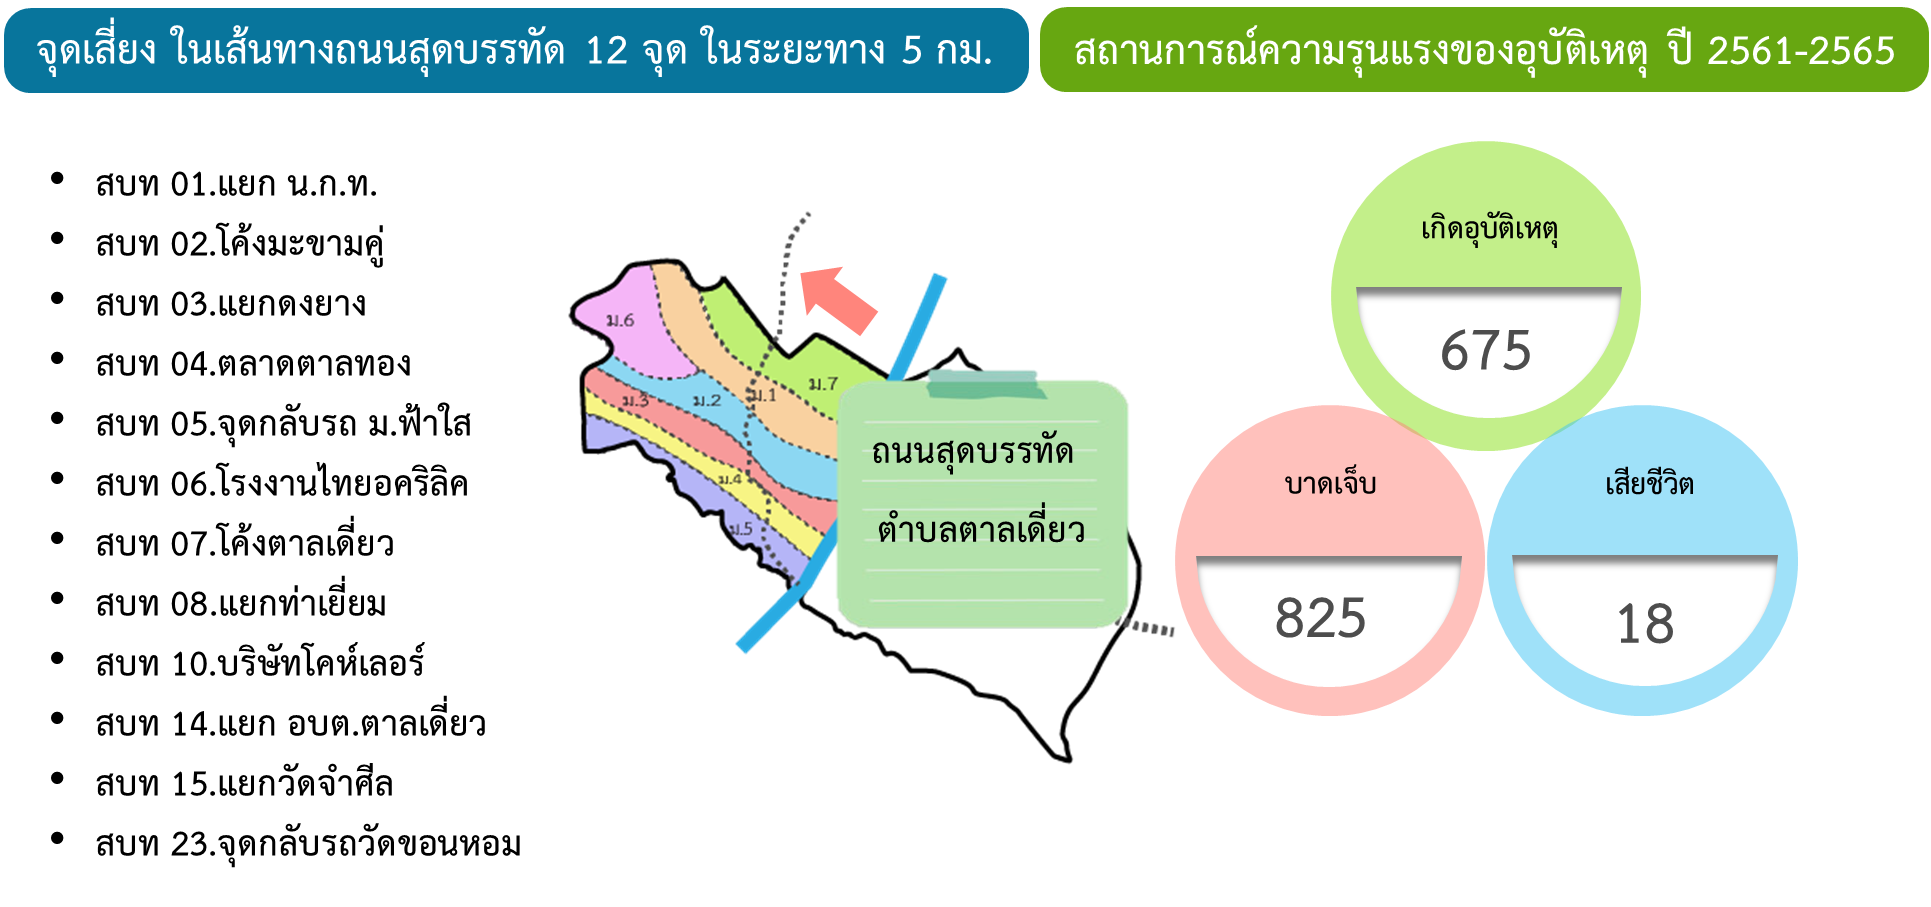 จุดเสี่ยง ในเส้นทางถนนสุดบรรทัด 12 จุด ในระยะทาง 5 กม.
สถานการณ์ความรุนแรงของอุบัติเหตุ ปี 2561-2565
• สบท 01.แยก น.ก.ท.
• สบท 02.โค้งมะขามคู่
• สบท 03.แยกดงยาง
• สบท 04.ตลาดตาลทอง
• สบท 05.จุดกลับรถ ม.ฟ้าใส
• สบท 06.โรงงานไทยอคริลิค
• สบท 07.โค้งตาลเดี่ยว
• สบท 08.แยกท่าเยี่ยม
• สบท 10.บริษัทโคห์เลอร์
• สบท 14.แยก อบต.ตาลเดี่ยว
• สบท 15.แยกวัดจำศีล
• สบท 23.จุดกลับรถวัดขอนหอม
ม.6
ม.7
ม.1
ม.2
ม.3
ม.4
ม.5
ถนนสุดบรรทัด
ตำบลตาลเดี่ยว
เกิดอุบัติเหตุ
675
บาดเจ็บ
825
เสียชีวิต
18